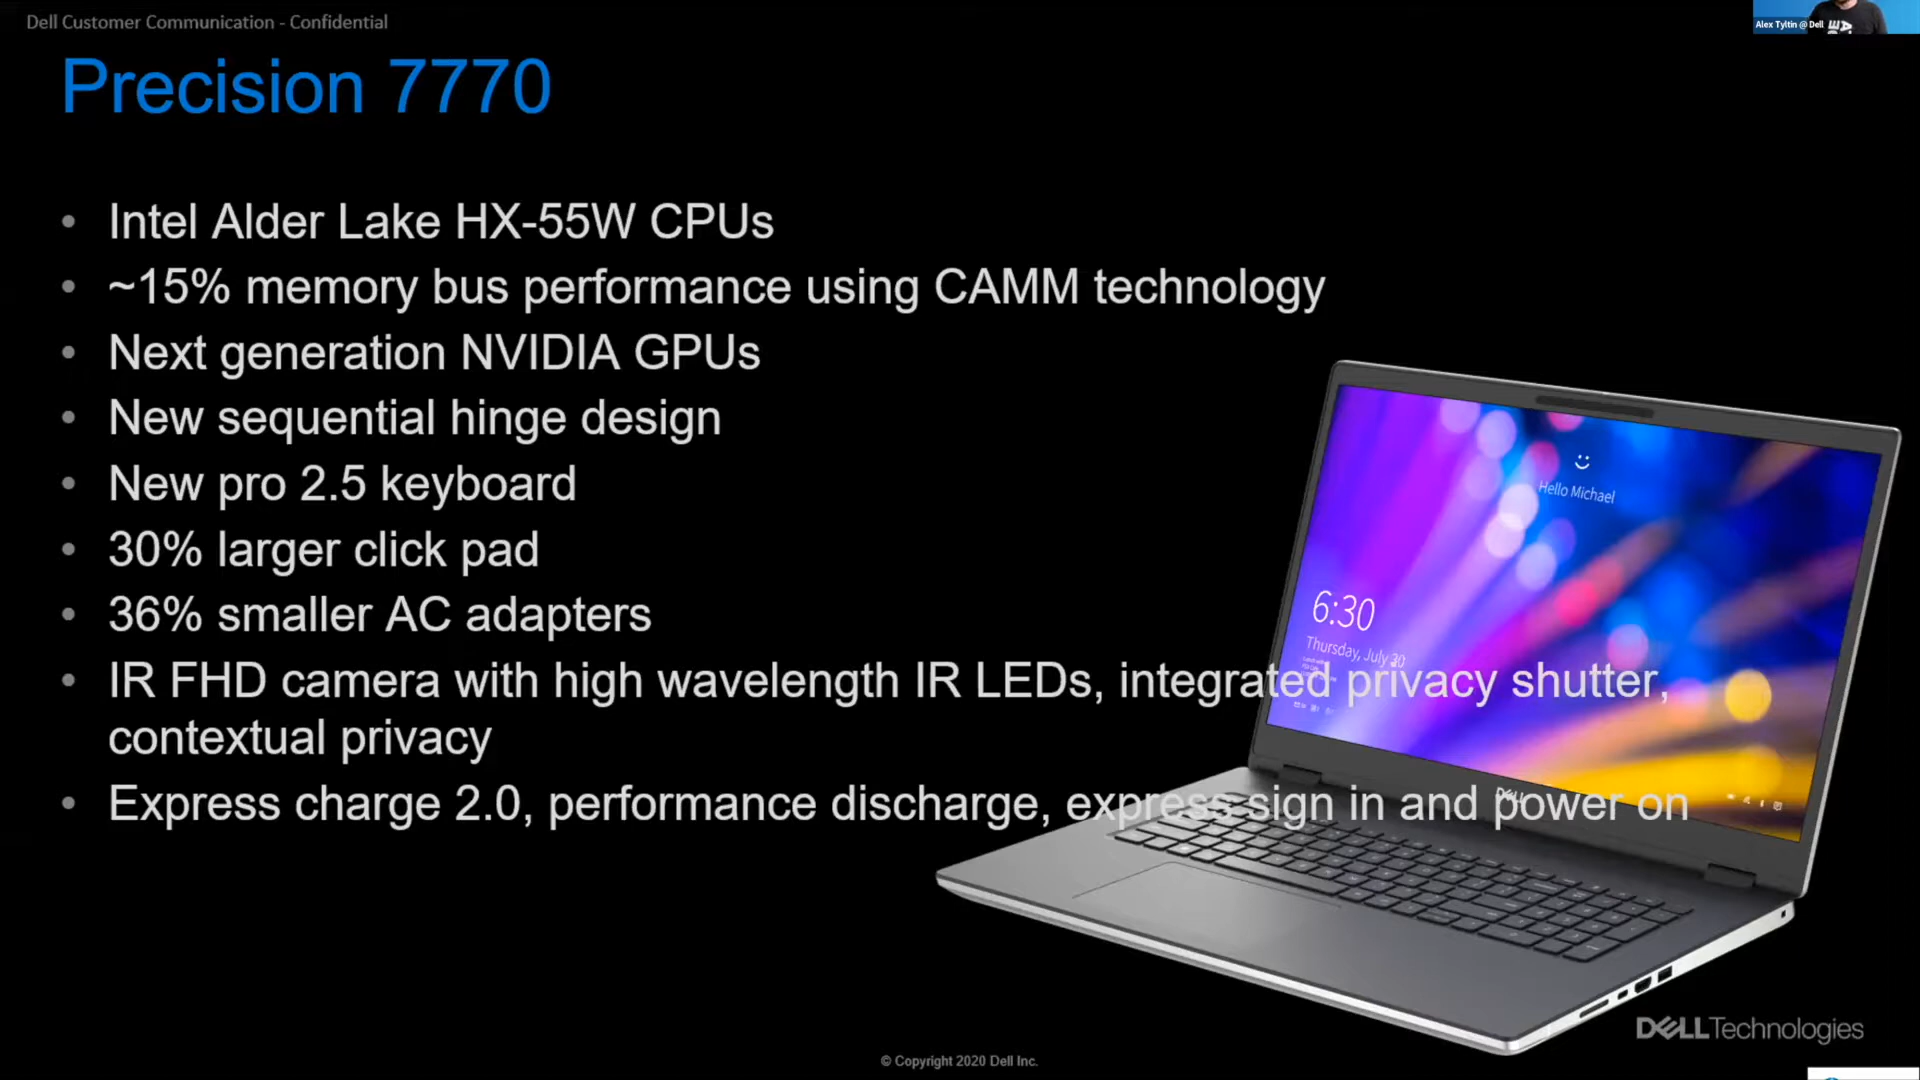 Dell Customer Communication - Confidential
Alex Tyltin @ Dell
Precision 7770
• Intel Alder Lake HX-55W CPUs
• ~15% memory bus performance using CAMM technology
• Next generation NVIDIA GPUs
• New sequential hinge design
• New pro 2.5 keyboard
• 30% larger click pad
• 36% smaller AC adapters
• IR FHD camera with high wavelength IR LEDs, integrated privacy shutter,
contextual privacy
• Express charge 2.0, performance discharge, express sign in and power on
Hello Michael
6:30
Thursday, July 30
DELL
DELLTechnologies
© Copyright 2020 Dell Inc.